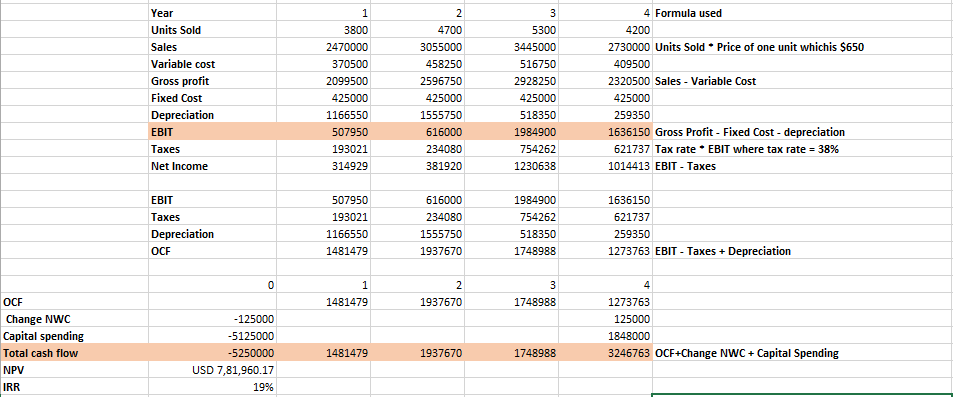 Year 1 2 3 4 Formula used
Units Sold 3800 4700 5300 4200
Sales 2470000 3055000 3445000 2730000 Units Sold * Price of one unit whichis $650
Variable cost 370500 458250 516750 409500
Gross profit 2099500 2596750 2928250 2320500 Sales - Variable Cost
Fixed Cost 425000 425000 425000 425000
Depreciation 1166550 1555750 518350 259350
EBIT 507950 616000 1984900 1636150 Gross Profit - Fixed Cost - depreciation
Taxes 193021 234080 754262 621737 Tax rate * EBIT where tax rate = 38%
Net Income 314929 381920 1230638 1014413 EBIT - Taxes
EBIT 507950 616000 1984900 1636150
Taxes 193021 234080 754262 621737
Depreciation 1166550 1555750 518350 259350
OCF 1481479 1937670 1748988 1273763 EBIT - Taxes + Depreciation
0 1 2 3 4
OCF 1481479 1937670 1748988 1273763
Change NWC -125000 125000
Capital spending -5125000 1848000
Total cash flow -5250000 1481479 1937670 1748988 3246763 OCF+Change NWC + Capital Spending
NPV USD 7,81,960.17
IRR 19%